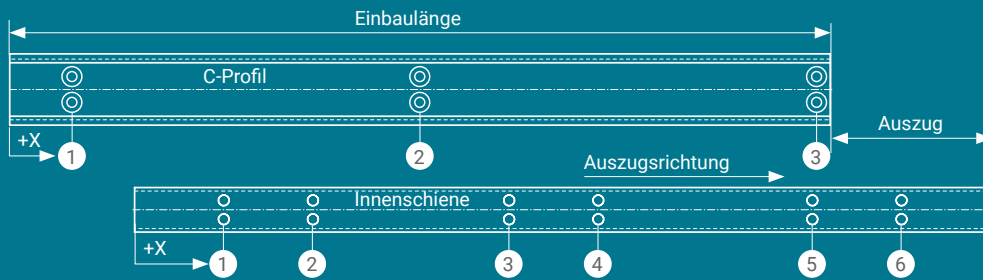 Einbaulänge
C-Profil
+X
1
2
3
Auszug
Auszugsrichtung
Innenschiene
+X
1
2
3
4
5
6